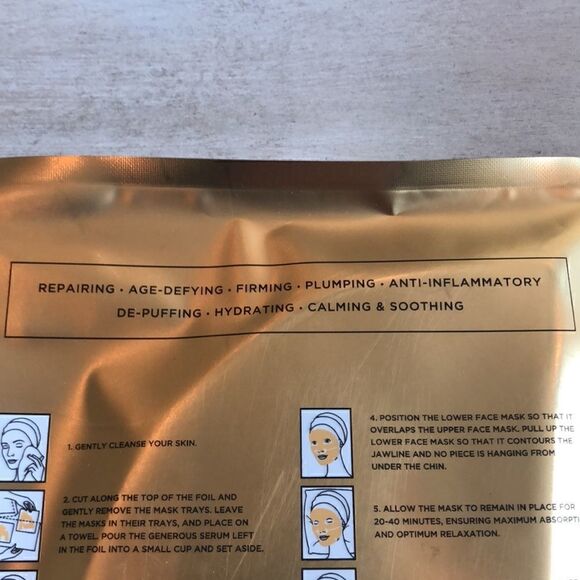 REPAIRING · AGE-DEFYING · FIRMING · PLUMPING · ANTI-INFLAMMATORY
DE-PUFFING · HYDRATING · CALMING & SOOTHING
1. GENTLY CLEANSE YOUR SKIN.
2. CUT ALONG THE TOP OF THE FOIL AND
GENTLY REMOVE THE MASK TRAYS. LEAVE
THE MASKS IN THEIR TRAYS, AND PLACE ON
A TOWEL. POUR THE GENEROUS SERUM LEFT
IN THE FOIL INTO A SMALL CUP AND SET ASIDE.
4. POSITION THE LOWER FACE MASK SO THAT IT
OVERLAPS THE UPPER FACE MASK. PULL UP THE
LOWER FACE MASK SO THAT IT CONTOURS THE
JAWLINE AND NO PIECE IS HANGING FROM
UNDER THE CHIN.
5. ALLOW THE MASK TO REMAIN IN PLACE FOR
20-40 MINUTES, ENSURING MAXIMUM ABSORPTI
AND OPTIMUM RELAXATION.